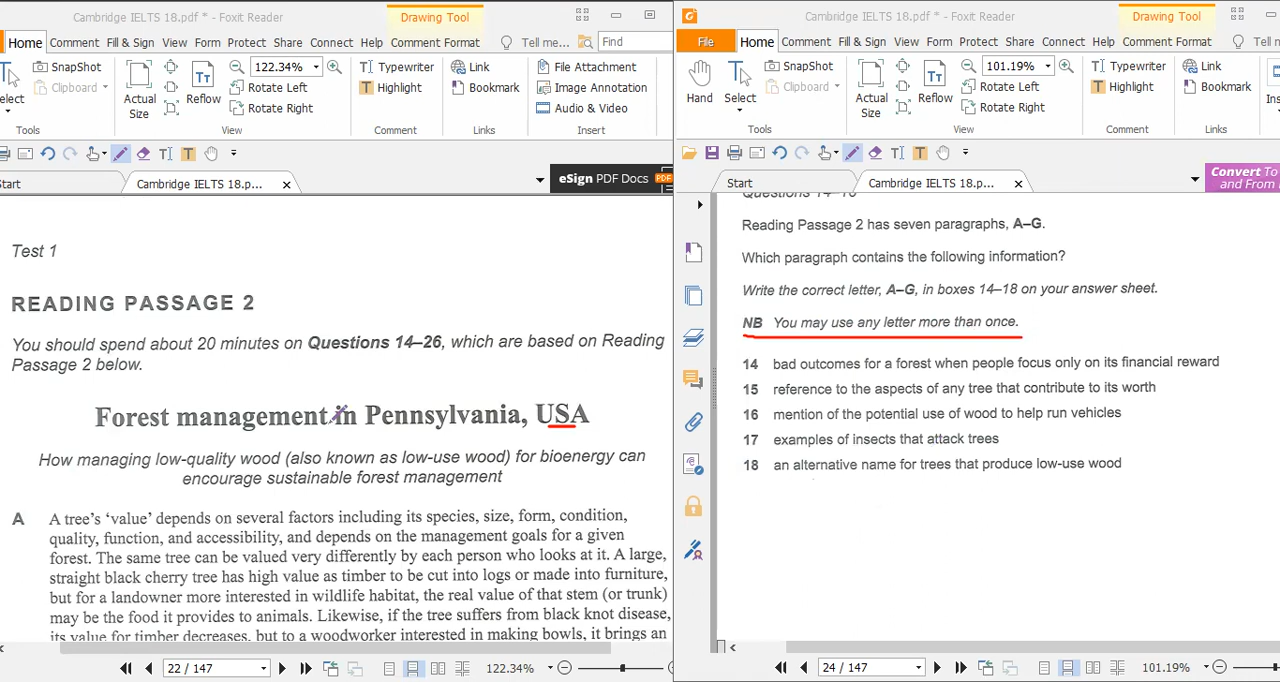 Cambridge IELTS 18.pdf * - Foxit Reader
Drawing Tool
Home Comment Fill & Sign View Form Protect Share Connect Help Comment Format Tell me... Find
SnapShot
Clipboard
Tools
Actual Size
Reflow
122.34%
Rotate Left
Rotate Right
View
Typewriter
Highlight
Comment
Link
Bookmark
Links
File Attachment
Image Annotation
Audio & Video
Insert
Cambridge IELTS 18.p...
eSign PDF Docs
Test 1
READING PASSAGE 2
You should spend about 20 minutes on Questions 14–26, which are based on Reading
Passage 2 below.
Forest management in Pennsylvania, USA
How managing low-quality wood (also known as low-use wood) for bioenergy can
encourage sustainable forest management
A A tree's 'value' depends on several factors including its species, size, form, condition,
quality, function, and accessibility, and depends on the management goals for a given
forest. The same tree can be valued very differently by each person who looks at it. A large,
straight black cherry tree has high value as timber to be cut into logs or made into furniture,
but for a landowner more interested in wildlife habitat, the real value of that stem (or trunk)
may be the food it provides to animals. Likewise, if the tree suffers from black knot disease,
its value for timber decreases, but to a woodworker interested in making bowls, it brings an
22 / 147
122.34%
Cambridge IELTS 18.pdf * - Foxit Reader
Drawing Tool
File Home Comment Fill & Sign View Form Protect Share Connect Help Comment Format Tell
Hand
Select
SnapShot
Clipboard
Tools
Actual Size
Reflow
101.19%
Rotate Left
Rotate Right
View
Typewriter
Highlight
Comment
Link
Bookmark
Links
Start
Cambridge IELTS 18.p...
Convert To
and From
Reading Passage 2 has seven paragraphs, A–G.
Which paragraph contains the following information?
Write the correct letter, A–G, in boxes 14–18 on your answer sheet.
NB You may use any letter more than once.
14 bad outcomes for a forest when people focus only on its financial reward
15 reference to the aspects of any tree that contribute to its worth
16 mention of the potential use of wood to help run vehicles
17 examples of insects that attack trees
18 an alternative name for trees that produce low-use wood
24 / 147
101.19%